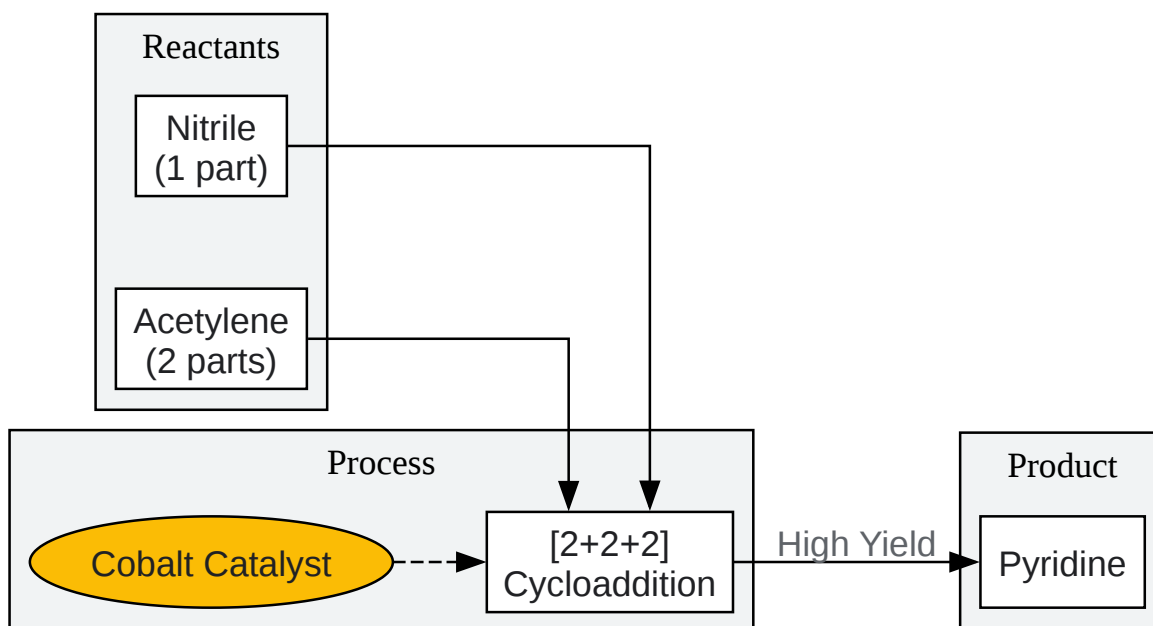 Reactants
Nitrile
(1 part)
Acetylene
(2 parts)
Process
Cobalt Catalyst
[2+2+2]
Cycloaddition
High Yield
Product
Pyridine